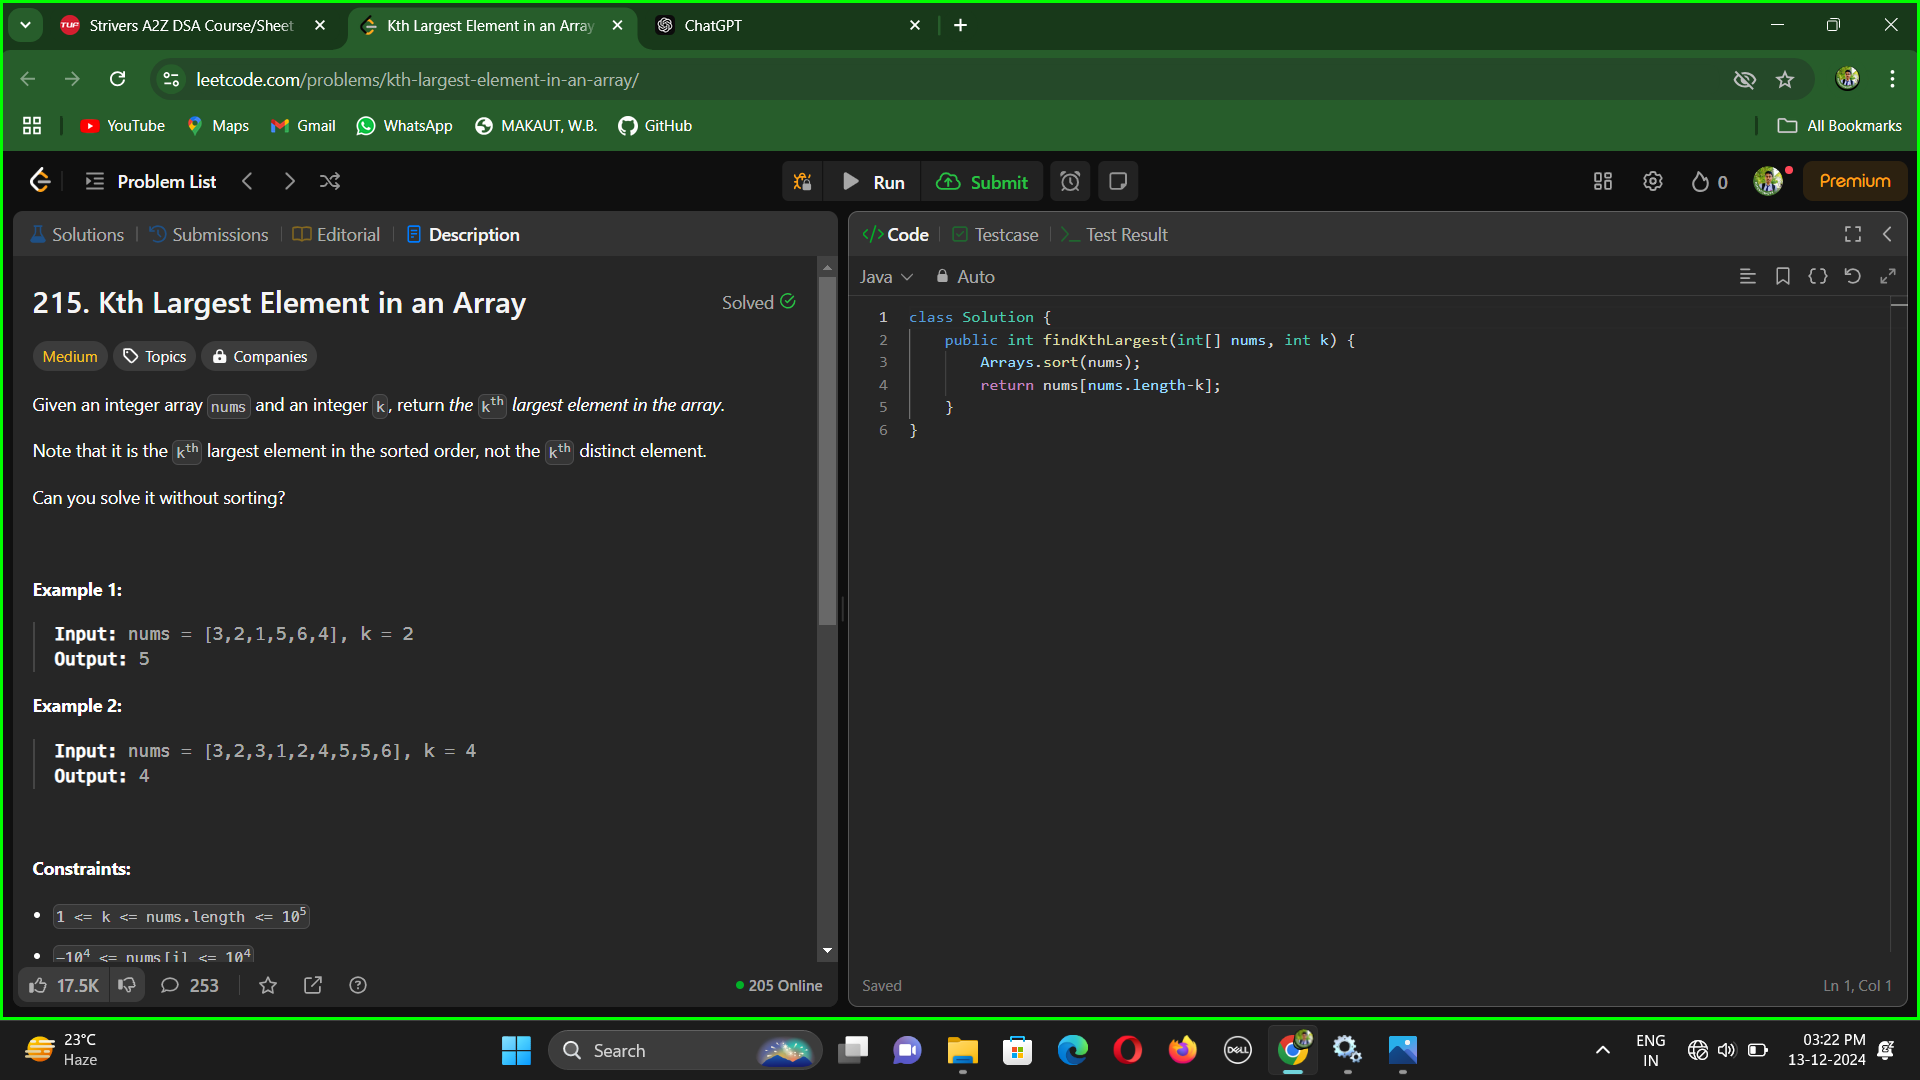 Strivers A2Z DSA Course/Sheet
Kth Largest Element in an Array
ChatGPT
leetcode.com/problems/kth-largest-element-in-an-array/
YouTube
Maps
Gmail
WhatsApp
MAKAUT, W.B.
GitHub
All Bookmarks
Problem List
Run
Submit
0
Premium
Solutions
Submissions
Editorial
Description
215. Kth Largest Element in an Array
Solved
Medium
Topics
Companies
Given an integer array nums and an integer k, return the kth largest element in the array.
Note that it is the kth largest element in the sorted order, not the kth distinct element.
Can you solve it without sorting?
Example 1:
Input: nums = [3,2,1,5,6,4], k = 2
Output: 5
Example 2:
Input: nums = [3,2,3,1,2,4,5,5,6], k = 4
Output: 4
Constraints:
• 1 <= k <= nums.length <= 10⁵
• −10⁴ <= nums[i] <= 10⁴
17.5K
253
205 Online
Code
Testcase
Test Result
Java
Auto
1 class Solution {
2 public int findKthLargest(int[] nums, int k) {
3 Arrays.sort(nums);
4 return nums[nums.length-k];
5 }
6 }
Saved
Ln 1, Col 1
23°C
Haze
Search
DELL
ENG
IN
03:22 PM
13-12-2024